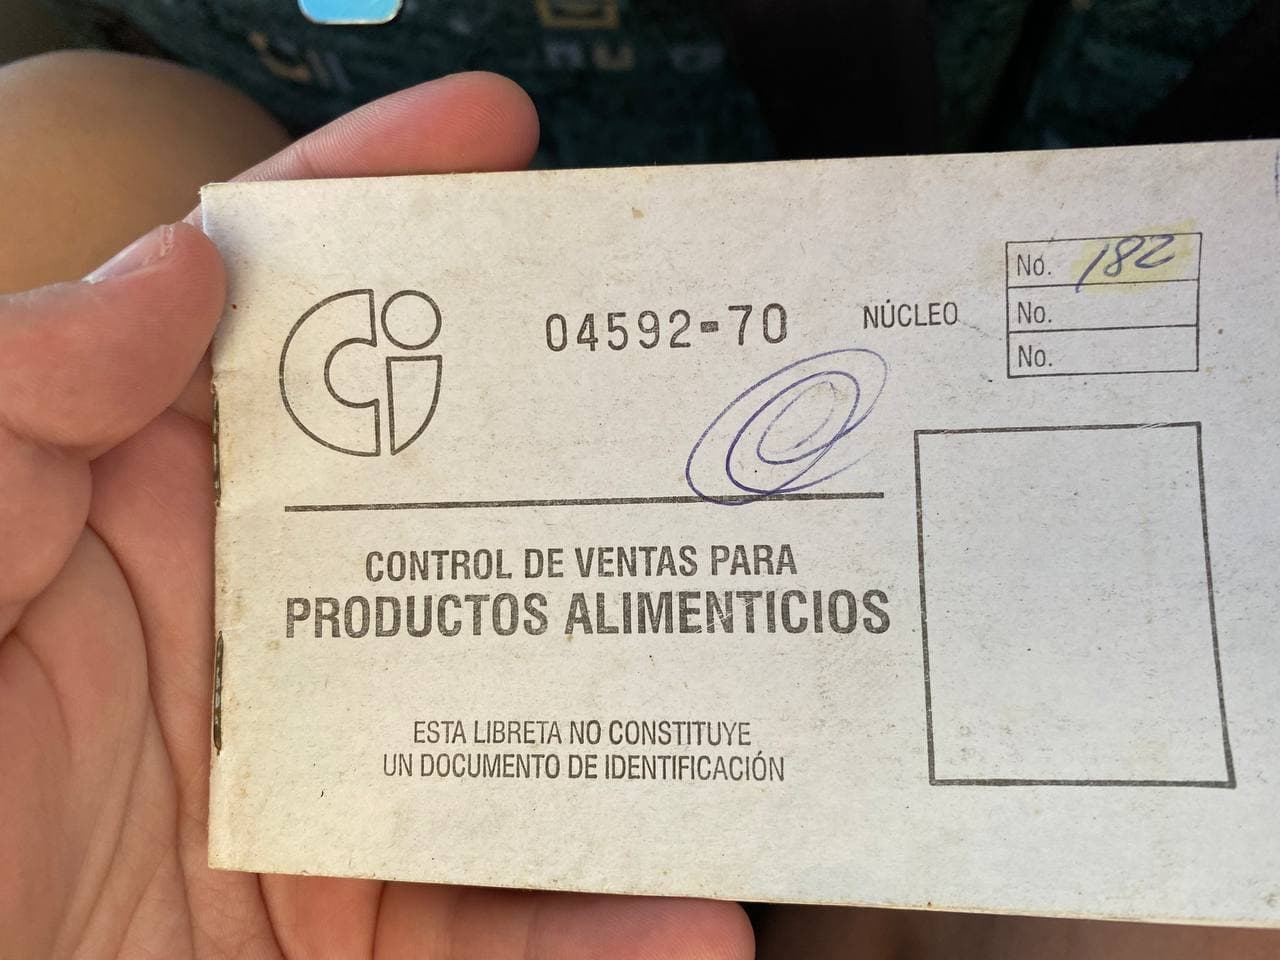 Ci
04592-70
NÚCLEO
No. 182
No.
No.
CONTROL DE VENTAS PARA
PRODUCTOS ALIMENTICIOS
ESTA LIBRETA NO CONSTITUYE
UN DOCUMENTO DE IDENTIFICACIÓN